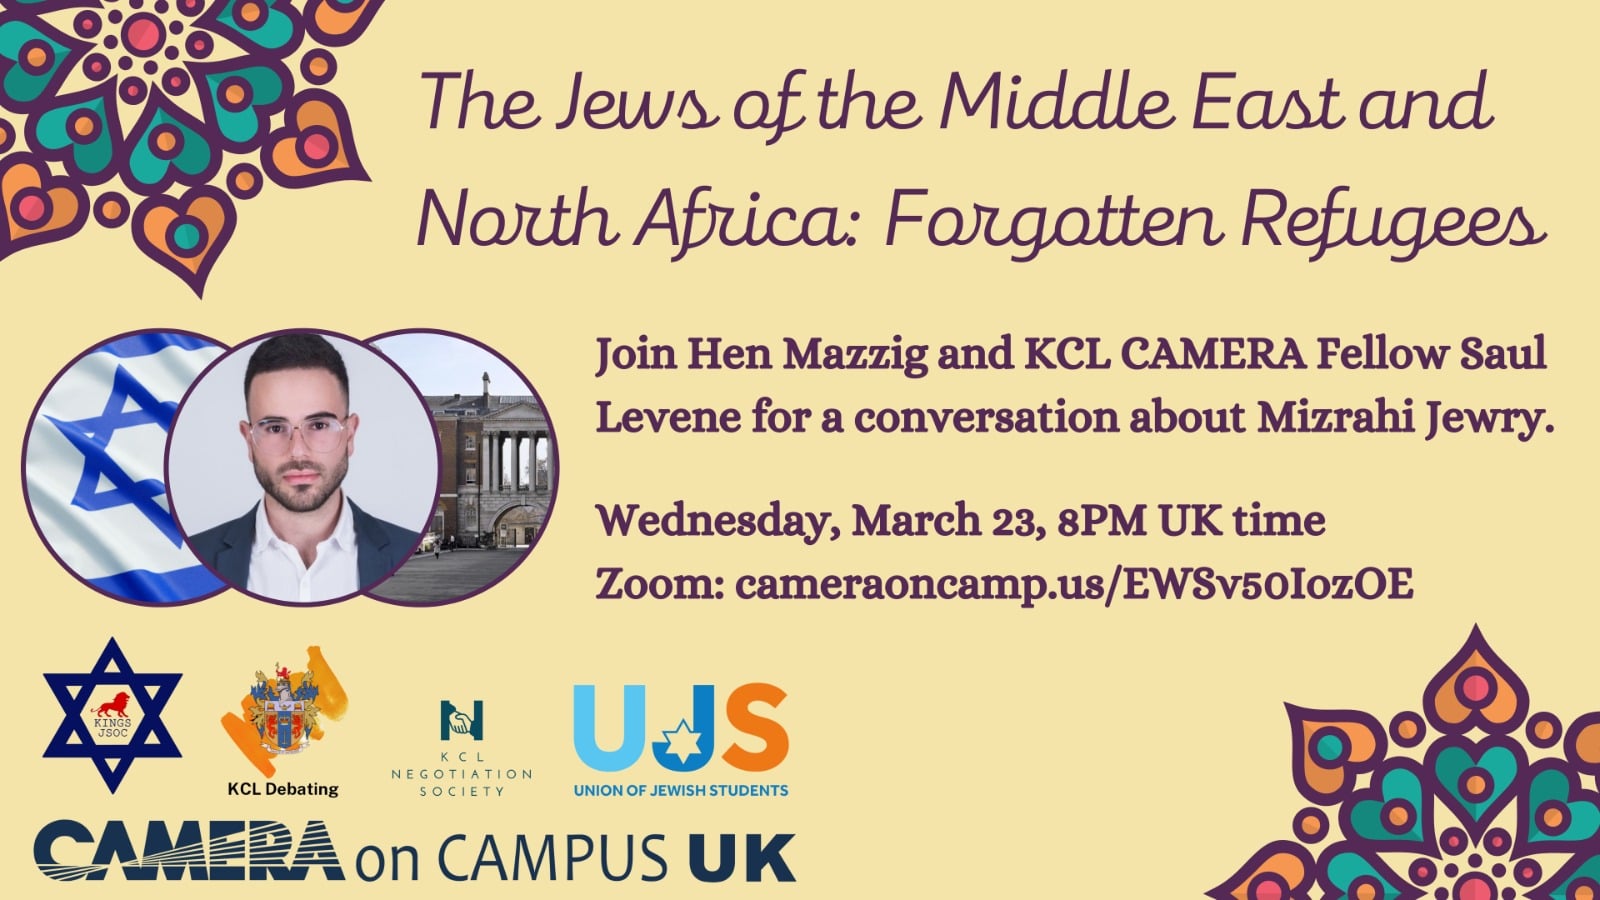 The Jews of the Middle East and
North Africa: Forgotten Refugees
Join Hen Mazzig and KCL CAMERA Fellow Saul
Levene for a conversation about Mizrahi Jewry.
Wednesday, March 23, 8PM UK time
Zoom: cameraoncamp.us/EWSv50IozOE
KINGS
JSOC
KCL Debating
N
KCL
NEGOTIATION
SOCIETY
UJS
UNION OF JEWISH STUDENTS
CAMERA on CAMPUS UK